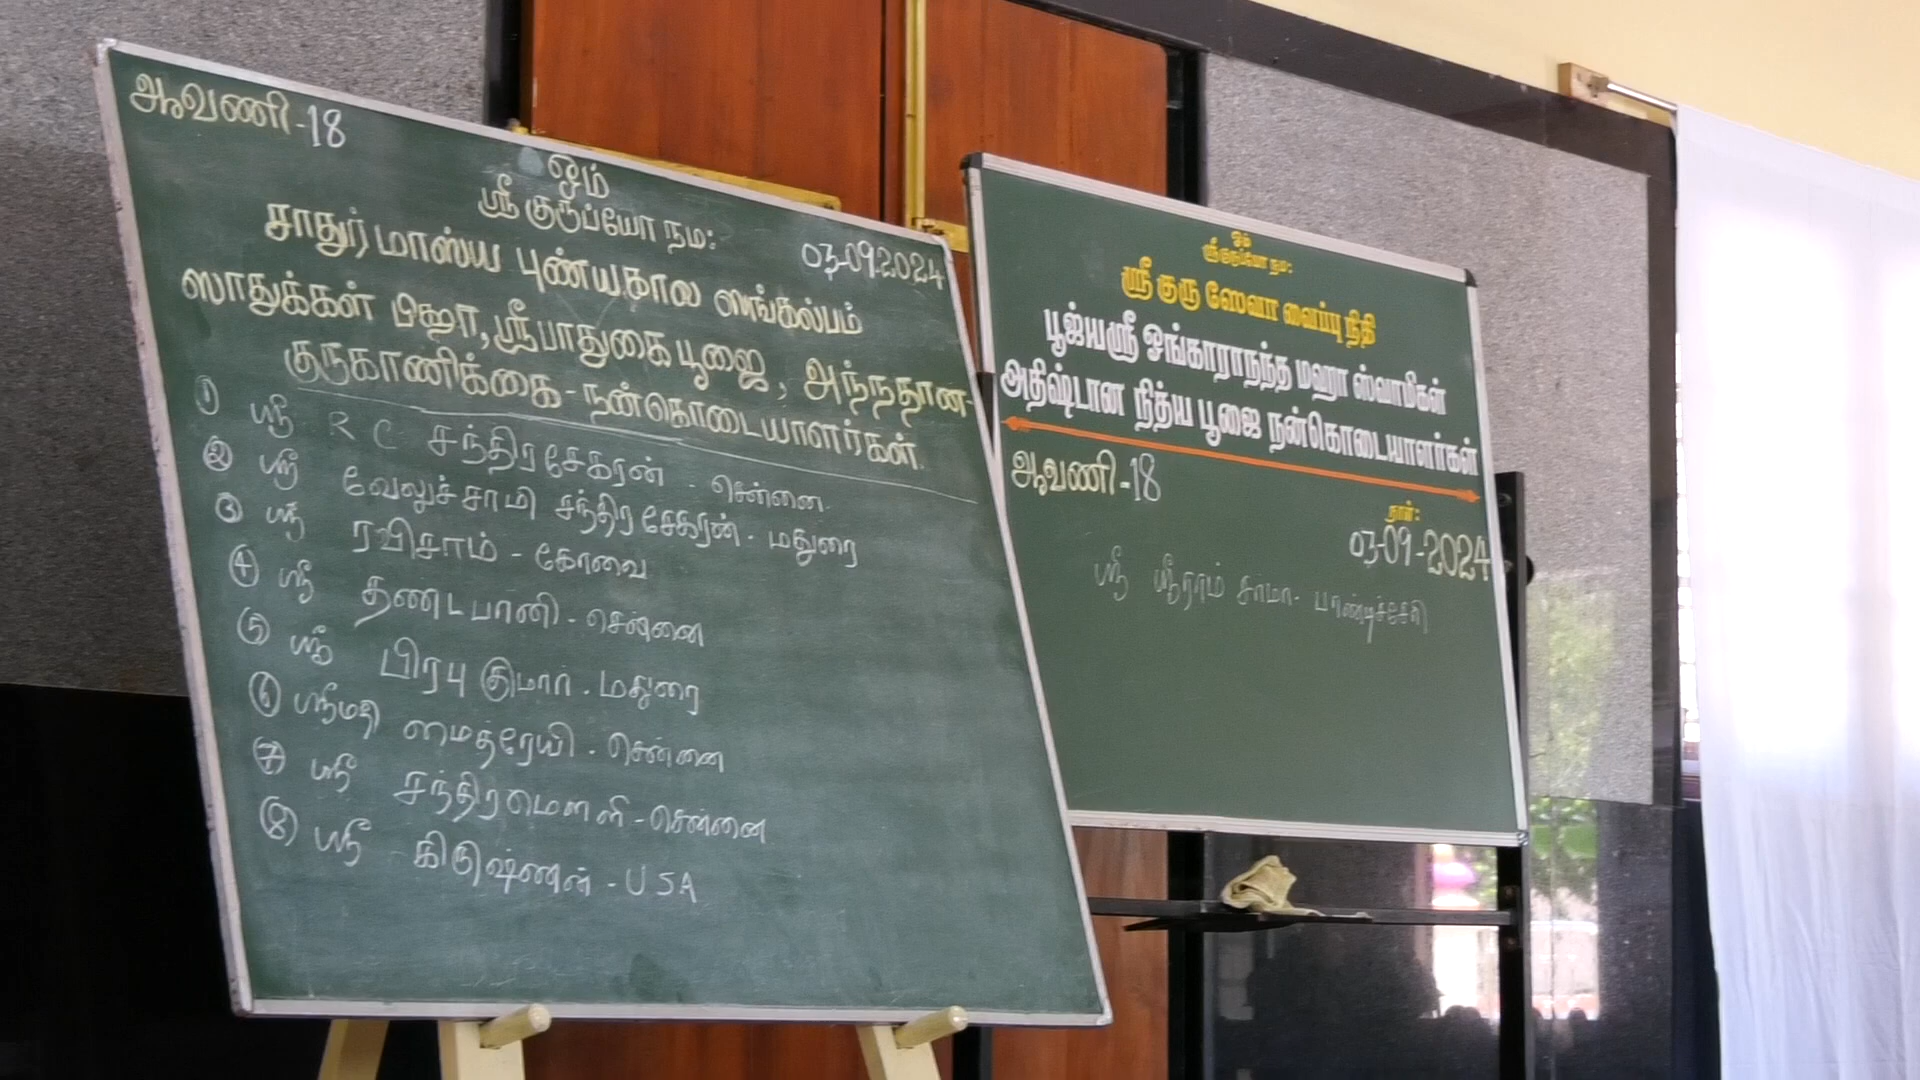 ஆவணி-18
ஓம்
ஸ்ரீ குருப்யோ நம:
03-09-2024
சாதுர்மாஸ்ய புண்யகால ஸங்கல்பம்
ஸாதுக்கள் பிக்ஷா, ஸ்ரீபாதுகை பூஜை, அந்நதான-
குருகாணிக்கை - நன்கொடையாளர்கள்.
① ஸ்ரீ R C சந்திரசேகரன் - சென்னை.
② ஸ்ரீ வேலுச்சாமி சந்திரசேகரன் - மதுரை
③ ஸ்ரீ ரவிசாம் - கோவை
④ ஸ்ரீ தண்டபானி - சென்னை
⑤ ஸ்ரீ பிரபு குமார் - மதுரை
⑥ ஸ்ரீமதி மைத்ரேயி - சென்னை
⑦ ஸ்ரீ சந்திரமௌளி - சென்னை
⑧ ஸ்ரீ கிருஷ்ணன் - USA
ஓம்
ஸ்ரீ குருப்யோ நம:
ஸ்ரீ குரு ஸேவா வைப்பு நிதி
பூஜ்யஸ்ரீ ஓங்காராநந்த மஹா ஸ்வாமிகள்
அதிஷ்டான நித்ய பூஜை நன்கொடையாளர்கள்
ஆவணி-18
நாள்:
03-09-2024
ஸ்ரீ ஸ்ரீராம் சாமா - பாண்டிச்சேரி